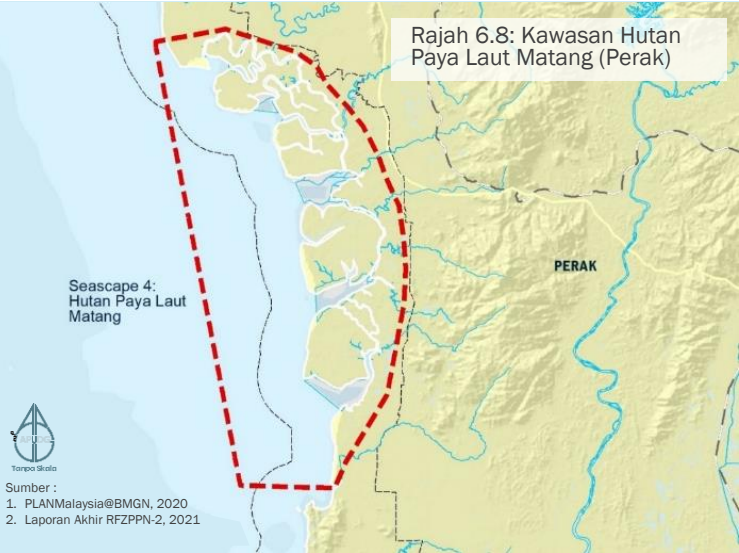 Rajah 6.8: Kawasan Hutan
Paya Laut Matang (Perak)
PERAK
Seascape 4:
Hutan Paya Laut
Matang
Tanpa Skala
Sumber :
1. PLANMalaysia@BMGN, 2020
2. Laporan Akhir RFZPPN-2, 2021